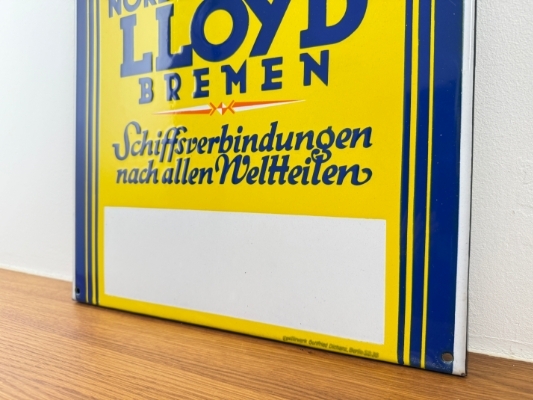 LLOYD
BREMEN
Schiffsverbindungen
nach allen Weltteilen